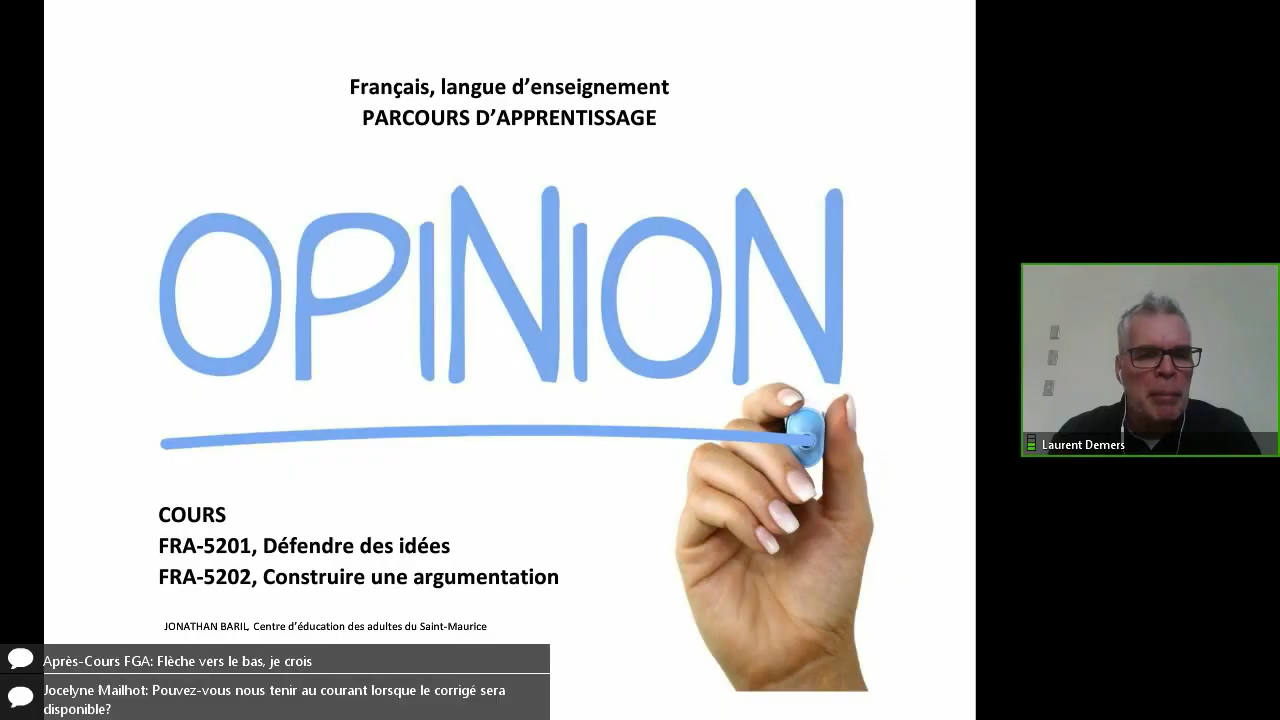 Français, langue d’enseignement
PARCOURS D’APPRENTISSAGE
OPINION
COURS
FRA-5201, Défendre des idées
FRA-5202, Construire une argumentation
JONATHAN BARIL, Centre d’éducation des adultes du Saint-Maurice
Laurent Demers
Après-Cours FGA: Flèche vers le bas, je crois
Jocelyne Mailhot: Pouvez-vous nous tenir au courant lorsque le corrigé sera
disponible?